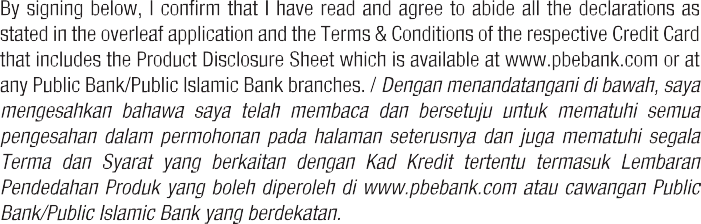 By signing below, I confirm that I have read and agree to abide all the declarations as
stated in the overleaf application and the Terms & Conditions of the respective Credit Card
that includes the Product Disclosure Sheet which is available at www.pbebank.com or at
any Public Bank/Public Islamic Bank branches. / Dengan menandatangani di bawah, saya
mengesahkan bahawa saya telah membaca dan bersetuju untuk mematuhi semua
pengesahan dalam permohonan pada halaman seterusnya dan juga mematuhi segala
Terma dan Syarat yang berkaitan dengan Kad Kredit tertentu termasuk Lembaran
Pendedahan Produk yang boleh diperoleh di www.pbebank.com atau cawangan Public
Bank/Public Islamic Bank yang berdekatan.